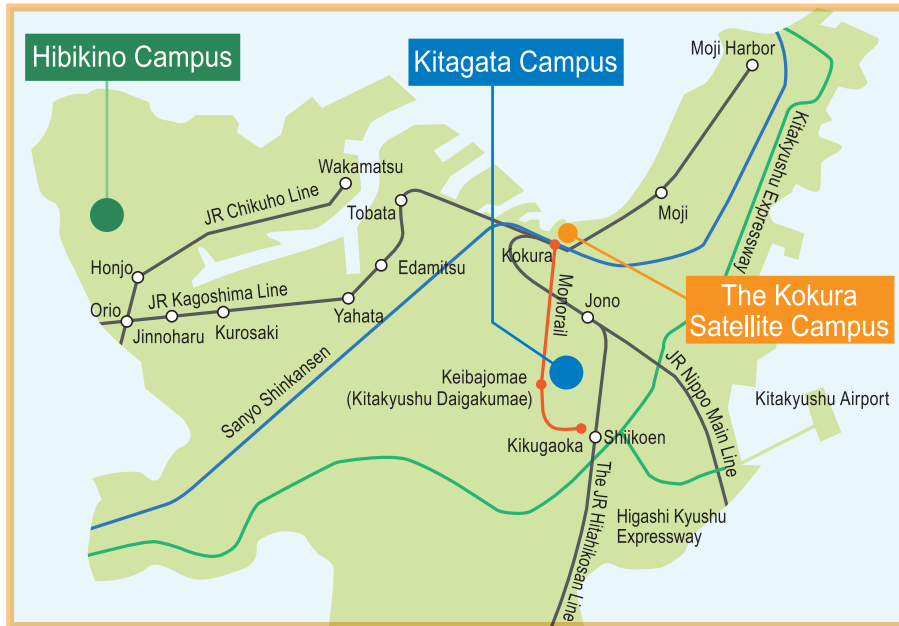 Hibikino Campus
Kitagata Campus
Moji Harbor
Kitakyushu Expressway
Wakamatsu
JR Chikuho Line
Tobata
Moji
Honjo
Edamitsu
Kokura
Monorail
The Kokura
Satellite Campus
Orio
JR Kagoshima Line
Jono
Jinnoharu
Kurosaki
Yahata
Sanyo Shinkansen
Keibajomae
(Kitakyushu Daigakumae)
JR Nippo Main Line
Kitakyushu Airport
Kikugaoka
Shiikoen
The JR Hitahikosan Line
Higashi Kyushu
Expressway